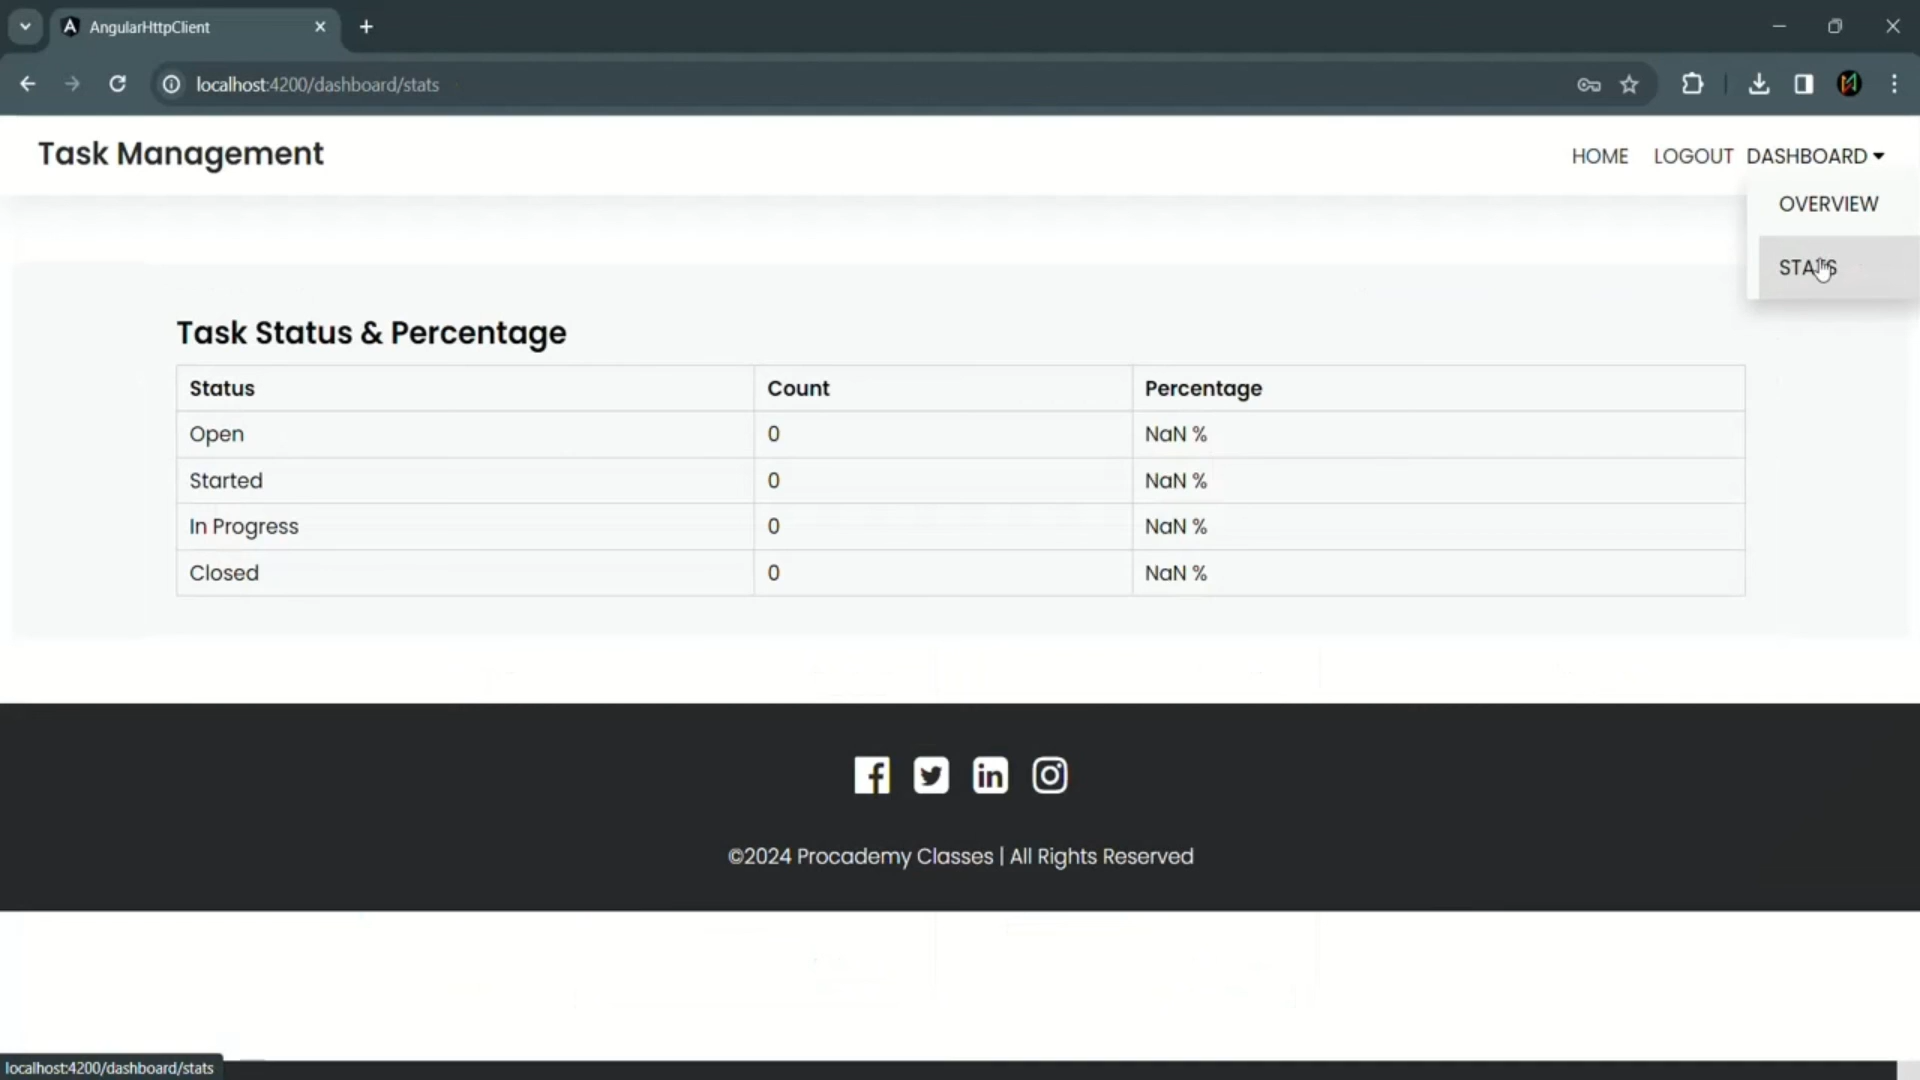 AngularHttpClient
localhost:4200/dashboard/stats
Task Management
HOME LOGOUT DASHBOARD
OVERVIEW
STATS
Task Status & Percentage
Status Count Percentage
Open 0 NaN %
Started 0 NaN %
In Progress 0 NaN %
Closed 0 NaN %
©2024 Procademy Classes | All Rights Reserved
localhost:4200/dashboard/stats